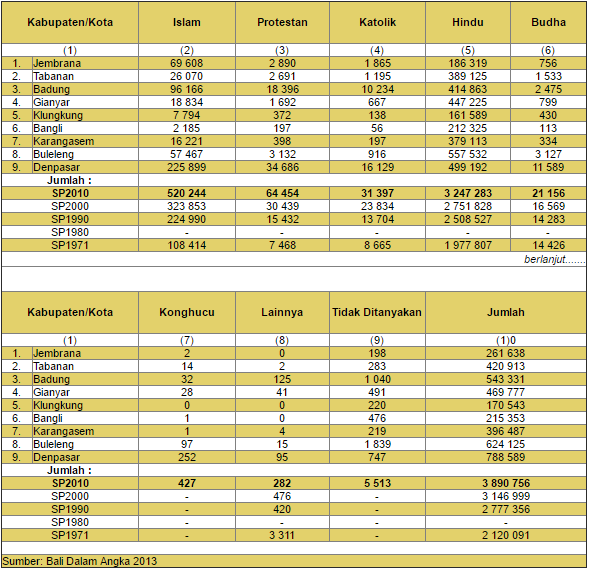 Kabupaten/Kota Islam Protestan Katolik Hindu Budha
(1) (2) (3) (4) (5) (6)
1. Jembrana 69 608 2 890 1 865 186 319 756
2. Tabanan 26 070 2 691 1 195 389 125 1 533
3. Badung 96 166 18 396 10 234 414 863 2 475
4. Gianyar 18 834 1 692 667 447 225 799
5. Klungkung 7 794 372 138 161 589 430
6. Bangli 2 185 197 56 212 325 113
7. Karangasem 16 221 398 197 379 113 334
8. Buleleng 57 467 3 132 916 557 532 3 127
9. Denpasar 225 899 34 686 16 129 499 192 11 589
Jumlah :
SP2010 520 244 64 454 31 397 3 247 283 21 156
SP2000 323 853 30 439 23 834 2 751 828 16 569
SP1990 224 990 15 432 13 704 2 508 527 14 283
SP1980 - - - - -
SP1971 108 414 7 468 8 665 1 977 807 14 426
berlanjut.......
Kabupaten/Kota Konghucu Lainnya Tidak Ditanyakan Jumlah
(1) (7) (8) (9) (1)0
1. Jembrana 2 0 198 261 638
2. Tabanan 14 2 283 420 913
3. Badung 32 125 1 040 543 331
4. Gianyar 28 41 491 469 777
5. Klungkung 0 0 220 170 543
6. Bangli 1 0 476 215 353
7. Karangasem 1 4 219 396 487
8. Buleleng 97 15 1 839 624 125
9. Denpasar 252 95 747 788 589
Jumlah :
SP2010 427 282 5 513 3 890 756
SP2000 - 476 - 3 146 999
SP1990 - 420 - 2 777 356
SP1980 - - - -
SP1971 - 3 311 - 2 120 091
Sumber: Bali Dalam Angka 2013